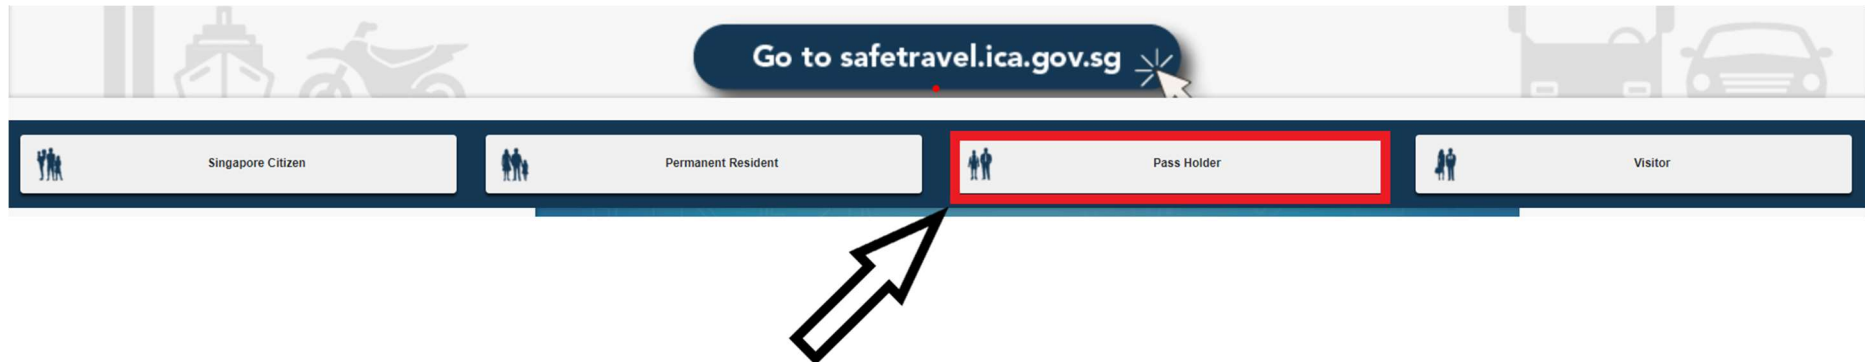 Go to safetravel.ica.gov.sg
Singapore Citizen
Permanent Resident
Pass Holder
Visitor